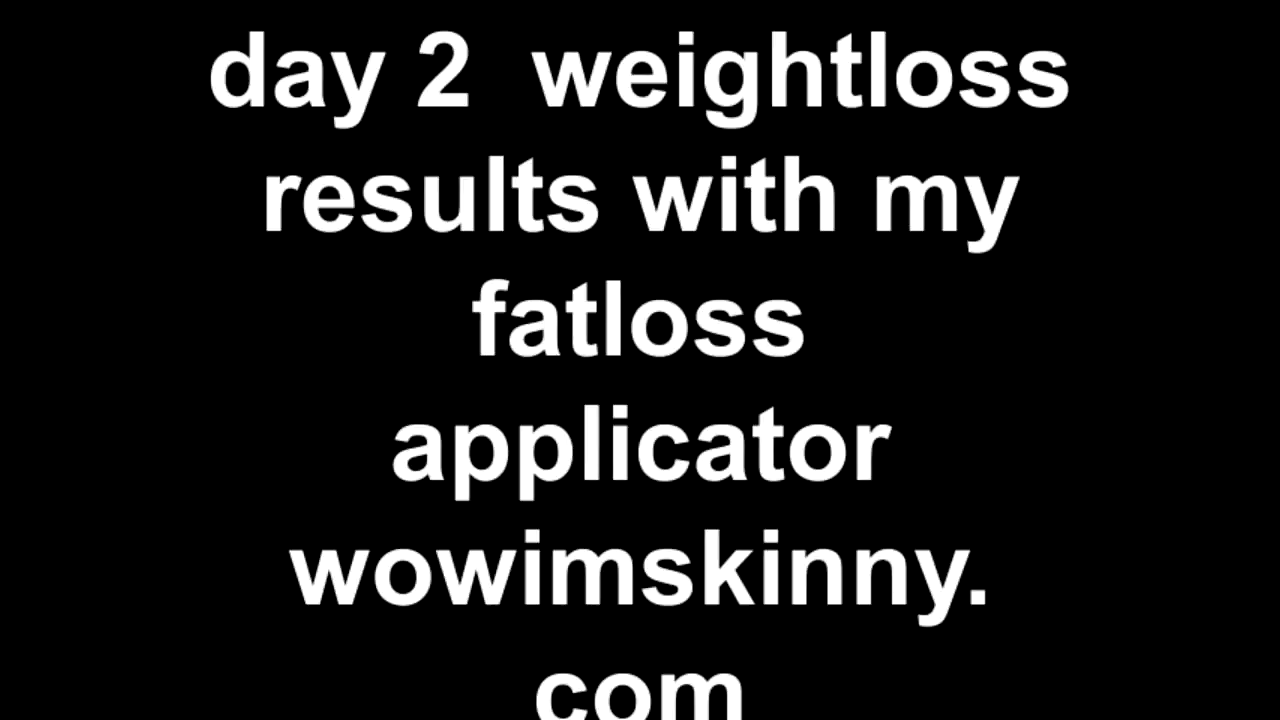 day 2  weightloss
results with my
fatloss
applicator
wowimskinny.
com